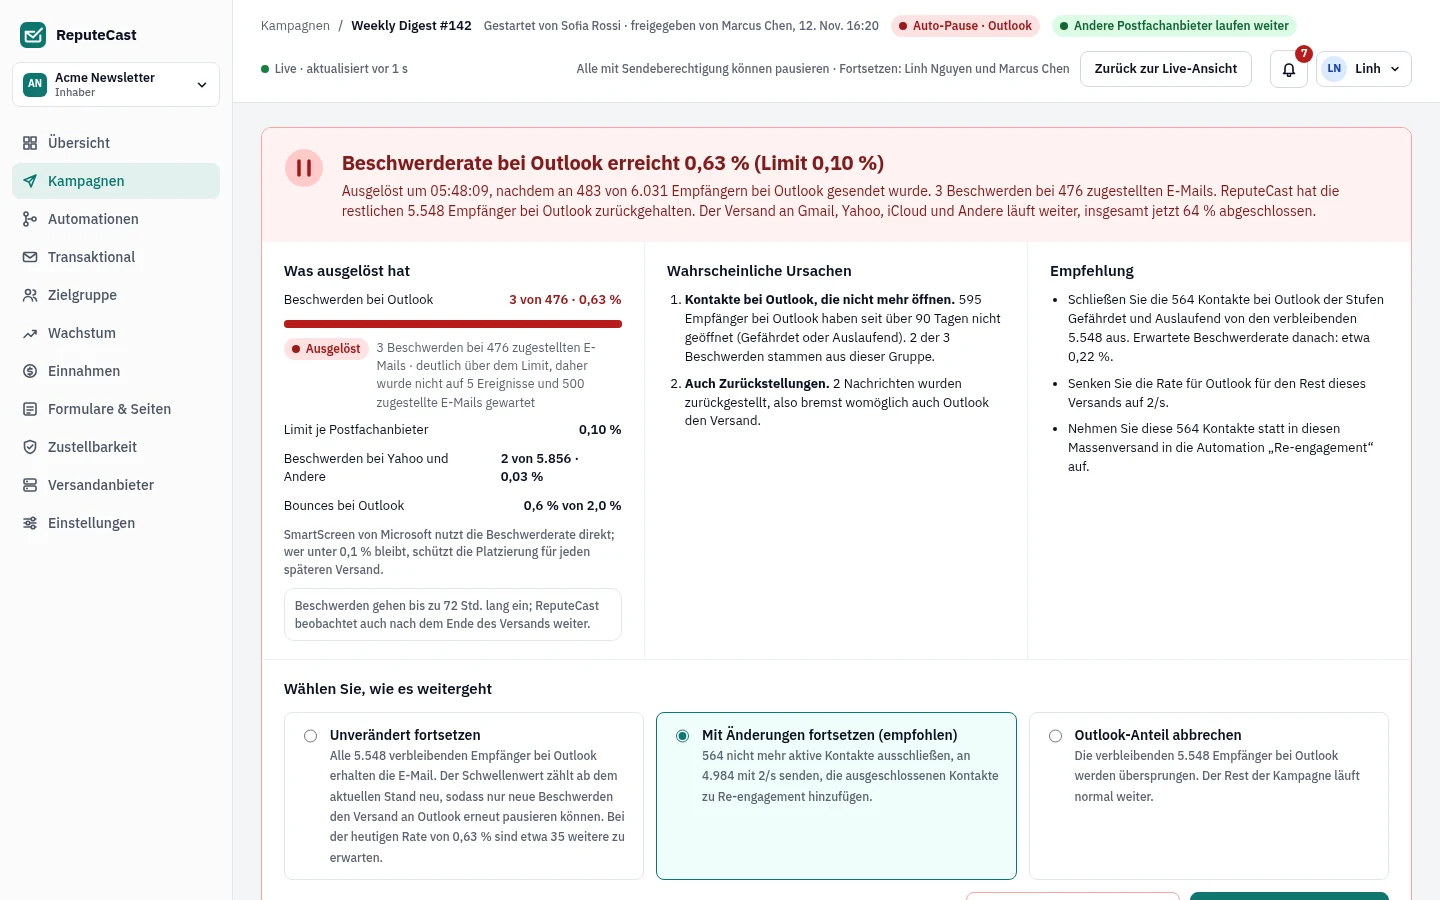 ReputeCast
AN
Acme Newsletter
Inhaber
Übersicht
Kampagnen
Automationen
Transaktional
Zielgruppe
Wachstum
Einnahmen
Formulare & Seiten
Zustellbarkeit
Versandanbieter
Einstellungen
Kampagnen / Weekly Digest #142 Gestartet von Sofia Rossi · freigegeben von Marcus Chen, 12. Nov. 16:20 Auto-Pause · Outlook Andere Postfachanbieter laufen weiter
Live · aktualisiert vor 1 s Alle mit Sendeberechtigung können pausieren · Fortsetzen: Linh Nguyen und Marcus Chen Zurück zur Live-Ansicht 7 LN Linh
Beschwerderate bei Outlook erreicht 0,63 % (Limit 0,10 %)
Ausgelöst um 05:48:09, nachdem an 483 von 6.031 Empfängern bei Outlook gesendet wurde. 3 Beschwerden bei 476 zugestellten E-Mails. ReputeCast hat die
restlichen 5.548 Empfänger bei Outlook zurückgehalten. Der Versand an Gmail, Yahoo, iCloud und Andere läuft weiter, insgesamt jetzt 64 % abgeschlossen.
Was ausgelöst hat
Beschwerden bei Outlook 3 von 476 · 0,63 %
Ausgelöst
3 Beschwerden bei 476 zugestellten E-
Mails · deutlich über dem Limit, daher
wurde nicht auf 5 Ereignisse und 500
zugestellte E-Mails gewartet
Limit je Postfachanbieter 0,10 %
Beschwerden bei Yahoo und
Andere
2 von 5.856 ·
0,03 %
Bounces bei Outlook 0,6 % von 2,0 %
SmartScreen von Microsoft nutzt die Beschwerderate direkt;
wer unter 0,1 % bleibt, schützt die Platzierung für jeden
späteren Versand.
Beschwerden gehen bis zu 72 Std. lang ein; ReputeCast
beobachtet auch nach dem Ende des Versands weiter.
Wahrscheinliche Ursachen
1. Kontakte bei Outlook, die nicht mehr öffnen. 595
Empfänger bei Outlook haben seit über 90 Tagen nicht
geöffnet (Gefährdet oder Auslaufend). 2 der 3
Beschwerden stammen aus dieser Gruppe.
2. Auch Zurückstellungen. 2 Nachrichten wurden
zurückgestellt, also bremst womöglich auch Outlook
den Versand.
Empfehlung
• Schließen Sie die 564 Kontakte bei Outlook der Stufen
Gefährdet und Auslaufend von den verbleibenden
5.548 aus. Erwartete Beschwerderate danach: etwa
0,22 %.
• Senken Sie die Rate für Outlook für den Rest dieses
Versands auf 2/s.
• Nehmen Sie diese 564 Kontakte statt in diesen
Massenversand in die Automation „Re-engagement“
auf.
Wählen Sie, wie es weitergeht
Unverändert fortsetzen
Alle 5.548 verbleibenden Empfänger bei Outlook
erhalten die E-Mail. Der Schwellenwert zählt ab dem
aktuellen Stand neu, sodass nur neue Beschwerden
den Versand an Outlook erneut pausieren können. Bei
der heutigen Rate von 0,63 % sind etwa 35 weitere zu
erwarten.
Mit Änderungen fortsetzen (empfohlen)
564 nicht mehr aktive Kontakte ausschließen, an
4.984 mit 2/s senden, die ausgeschlossenen Kontakte
zu Re-engagement hinzufügen.
Outlook-Anteil abbrechen
Die verbleibenden 5.548 Empfänger bei Outlook
werden übersprungen. Der Rest der Kampagne läuft
normal weiter.